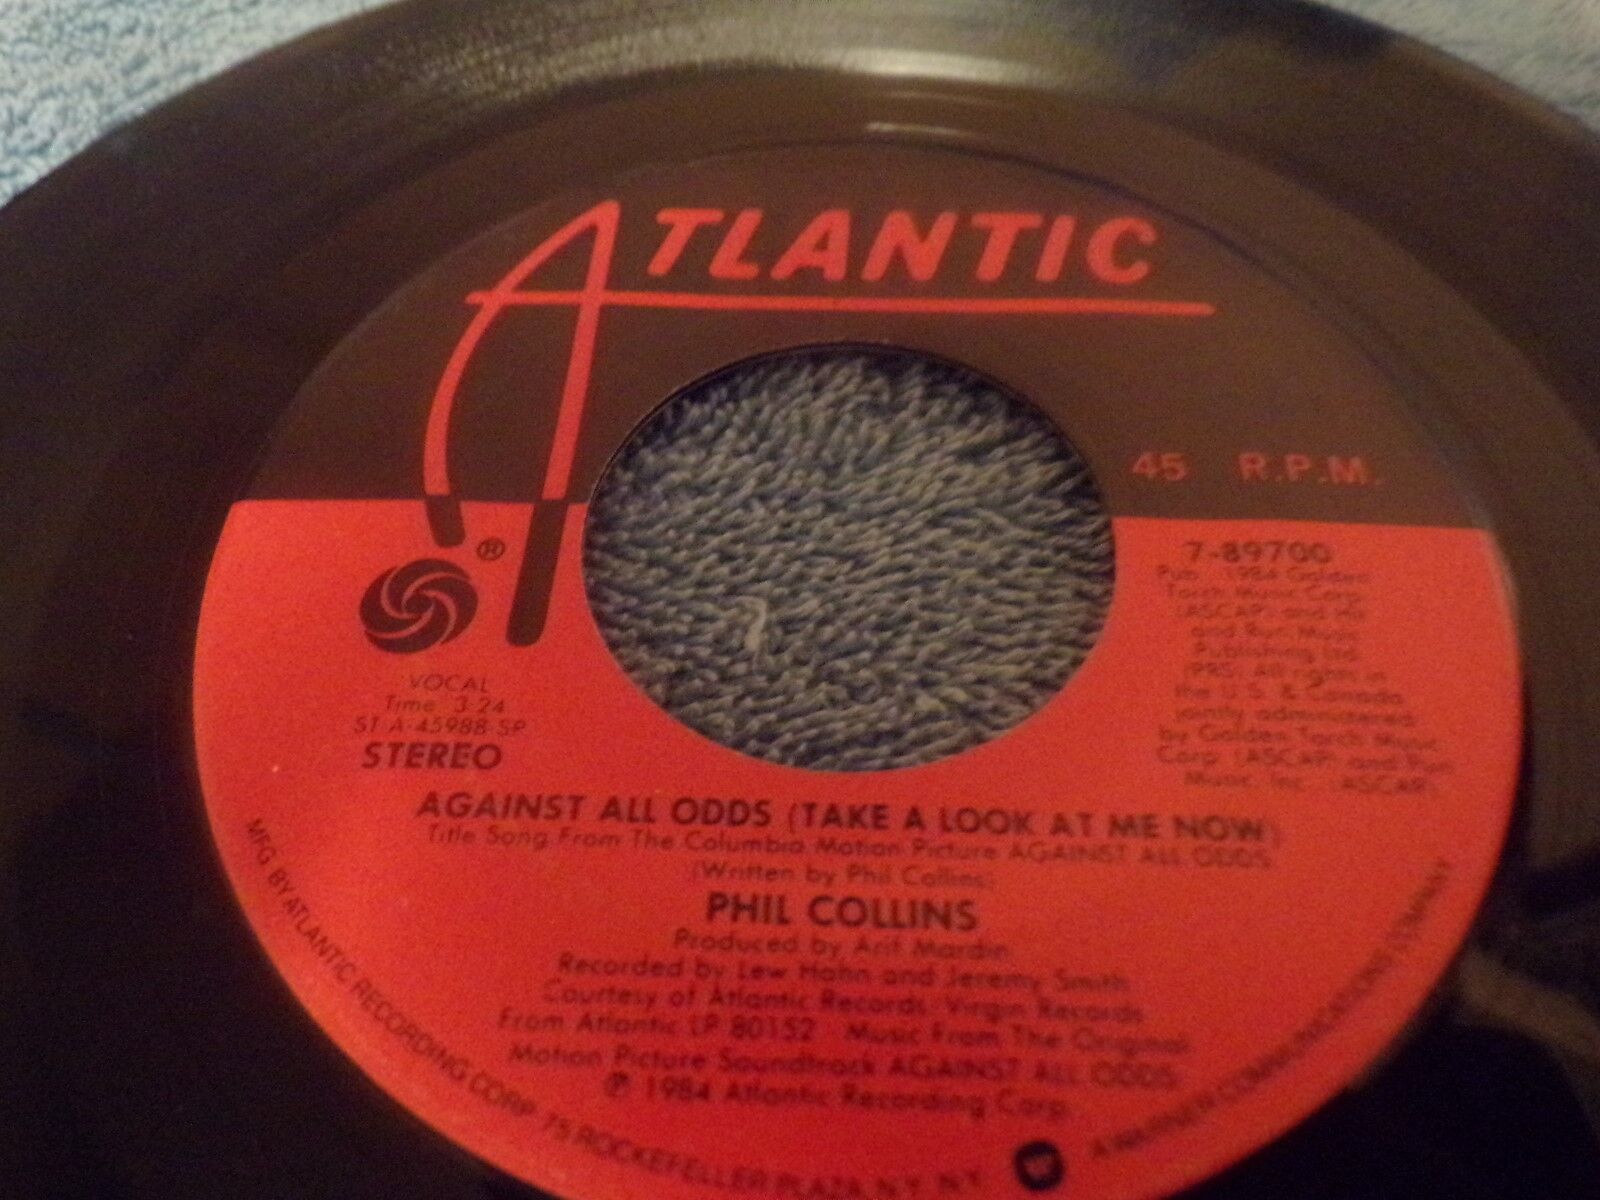 ATLANTIC
45 R.P.M.
®
7-89700
Pub. 1984 Golden
Torch Music Corp.
(ASCAP) and Hit
and Run Music
Publishing Ltd.
(PRS) All rights in
the U.S. & Canada
jointly administered
by Golden Torch Music
Corp. (ASCAP) and Run
Music, Inc. (ASCAP)
VOCAL
Time 3:24
ST-A-45988-SP
STEREO
AGAINST ALL ODDS (TAKE A LOOK AT ME NOW)
Title Song From The Columbia Motion Picture AGAINST ALL ODDS
(Written by Phil Collins)
PHIL COLLINS
Produced by Arif Mardin
Recorded by Lew Hahn and Jeremy Smith
Courtesy of Atlantic Records/Virgin Records
From Atlantic LP 80152 Music From The Original
Motion Picture Soundtrack AGAINST ALL ODDS
℗ 1984 Atlantic Recording Corp.
MFG BY ATLANTIC RECORDING CORP. 75 ROCKEFELLER PLAZA, N.Y. N.Y. A WARNER COMMUNICATIONS COMPANY